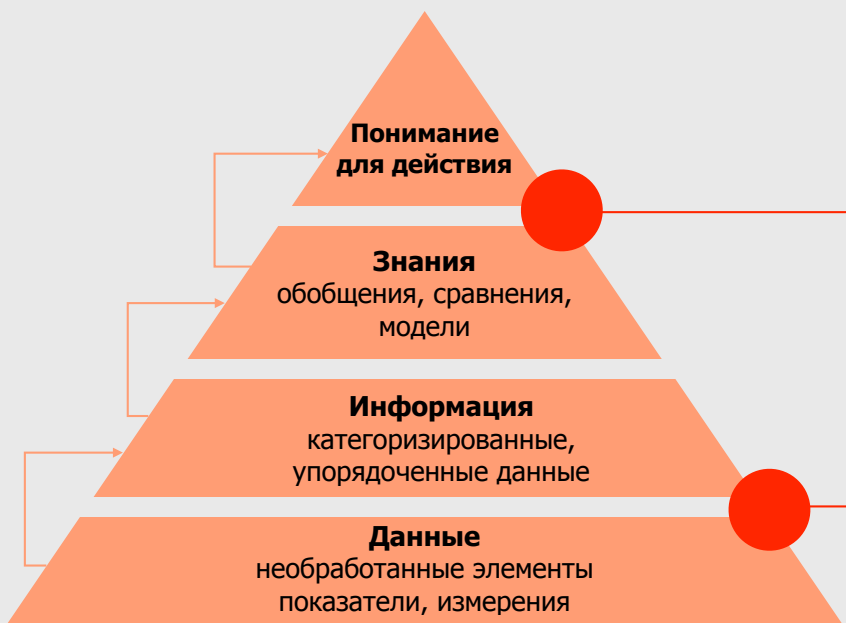 Понимание
для действия
Знания
обобщения, сравнения,
модели
Информация
категоризированные,
упорядоченные данные
Данные
необработанные элементы
показатели, измерения